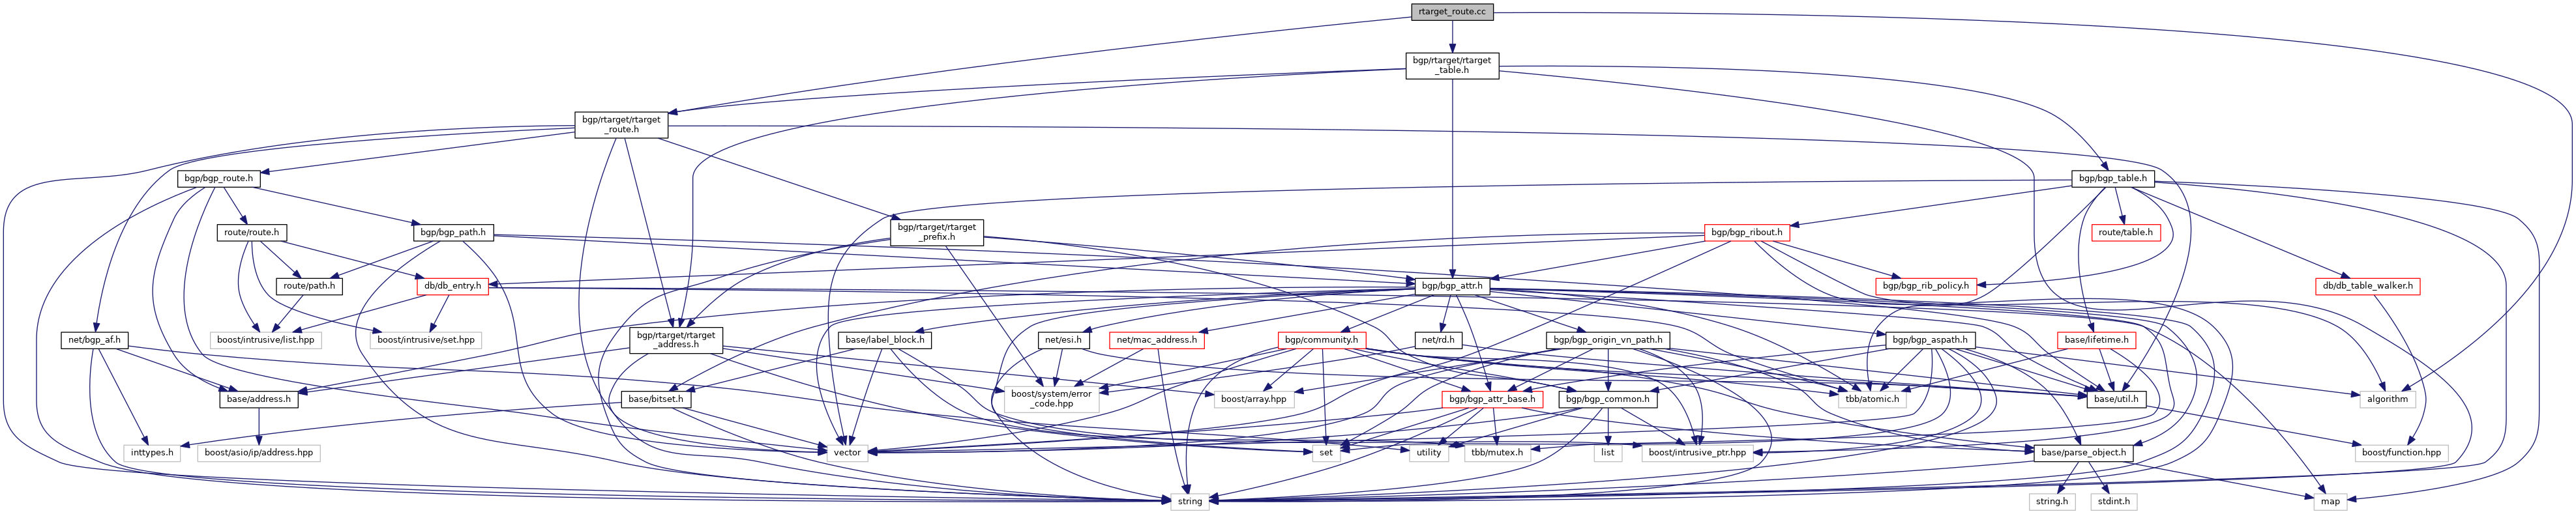 rtarget_route.cc
bgp/rtarget/rtarget
_table.h
bgp/rtarget/rtarget
_route.h
bgp/bgp_route.h
bgp/bgp_table.h
route/route.h
bgp/bgp_path.h
bgp/rtarget/rtarget
_prefix.h
bgp/bgp_ribout.h
route/table.h
route/path.h
db/db_entry.h
bgp/bgp_attr.h
bgp/bgp_rib_policy.h
db/db_table_walker.h
net/bgp_af.h
boost/intrusive/list.hpp
boost/intrusive/set.hpp
bgp/rtarget/rtarget
_address.h
base/label_block.h
net/esi.h
net/mac_address.h
bgp/community.h
net/rd.h
bgp/bgp_origin_vn_path.h
bgp/bgp_aspath.h
base/lifetime.h
base/address.h
base/bitset.h
boost/system/error
_code.hpp
boost/array.hpp
bgp/bgp_attr_base.h
bgp/bgp_common.h
tbb/atomic.h
base/util.h
algorithm
inttypes.h
boost/asio/ip/address.hpp
vector
set
utility
tbb/mutex.h
list
boost/intrusive_ptr.hpp
base/parse_object.h
boost/function.hpp
string
string.h
stdint.h
map